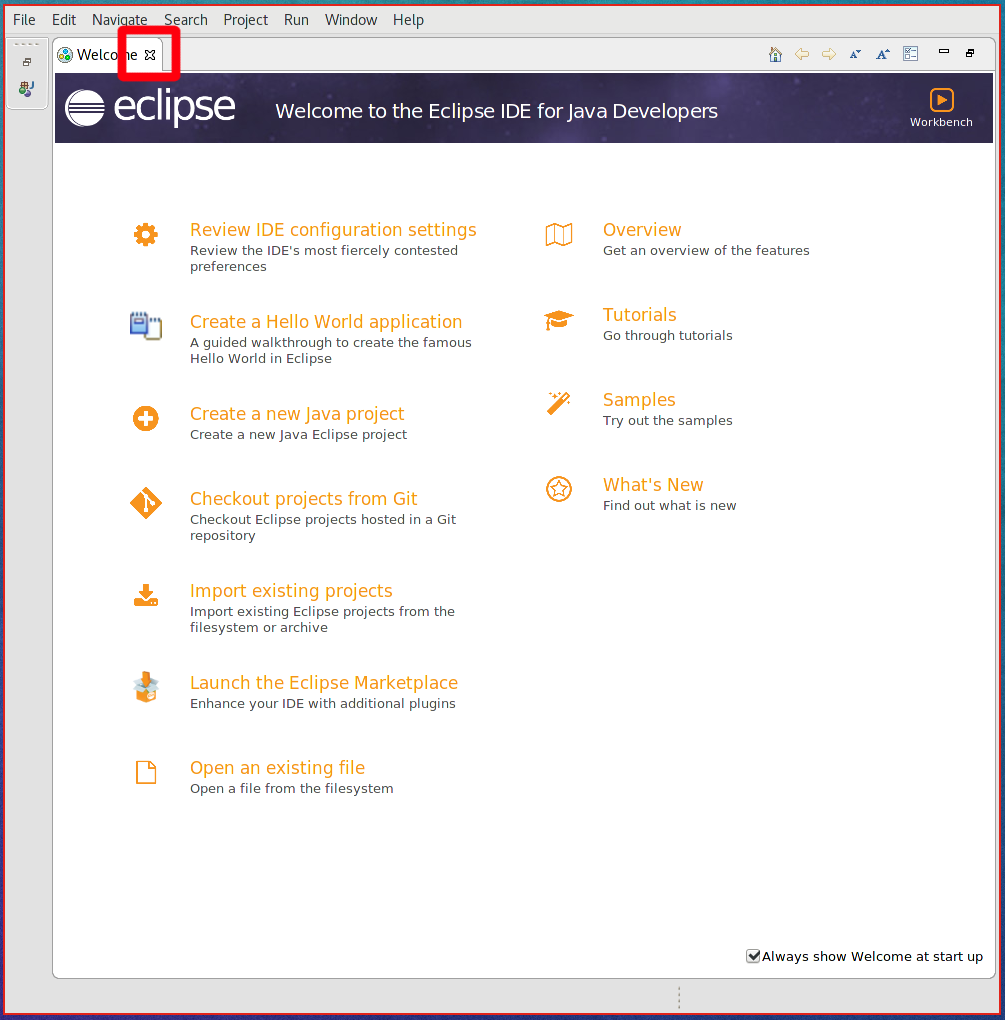 File Edit Navigate Search Project Run Window Help
Welcome
eclipse
Welcome to the Eclipse IDE for Java Developers
Workbench
Review IDE configuration settings
Review the IDE's most fiercely contested
preferences
Create a Hello World application
A guided walkthrough to create the famous
Hello World in Eclipse
Create a new Java project
Create a new Java Eclipse project
Checkout projects from Git
Checkout Eclipse projects hosted in a Git
repository
Import existing projects
Import existing Eclipse projects from the
filesystem or archive
Launch the Eclipse Marketplace
Enhance your IDE with additional plugins
Open an existing file
Open a file from the filesystem
Overview
Get an overview of the features
Tutorials
Go through tutorials
Samples
Try out the samples
What's New
Find out what is new
Always show Welcome at start up